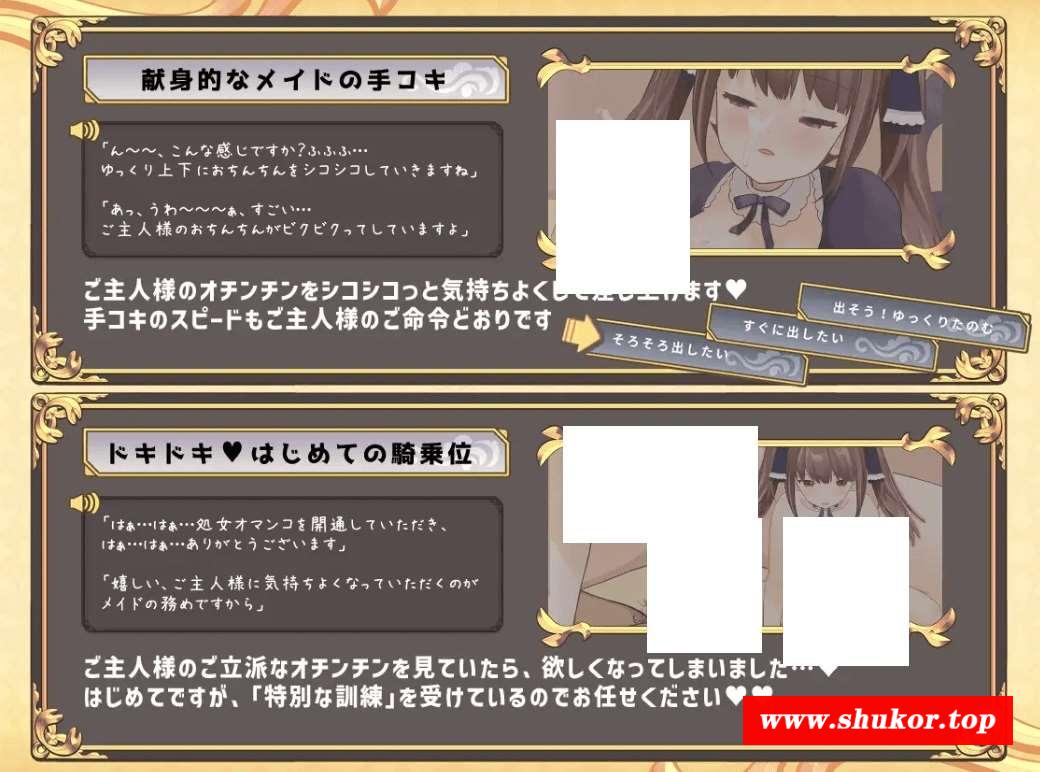 献身的なメイドの手コキ
「ん～～、こんな感じですか?ふふふ…
ゆっくり上下におちんちんをシコシコしていきますね」
「あっ、うわ～～～ぁ、すごい…
ご主人様のおちんちんがビクビクってしていますよ」
ご主人様のオチンチンをシコシコっと気持ちよくし ます♥
手コキのスピードもご主人様のご命令どおりです
そろそろ出したい
すぐに出したい
出そう!ゆっくりたのむ
ドキドキ♥はじめての騎乗位
「はぁ…はぁ…処女オマンコを開通していただき、
はぁ…はぁ…ありがとうございます」
「嬉しい、ご主人様に気持ちよくなっていただくのが
メイドの務めですから」
ご主人様のご立派なオチンチンを見ていたら、欲しくなってしまいました…♥
はじめてですが、「特別な訓練」を受けているのでお任せください♥♥
www.shukor.top